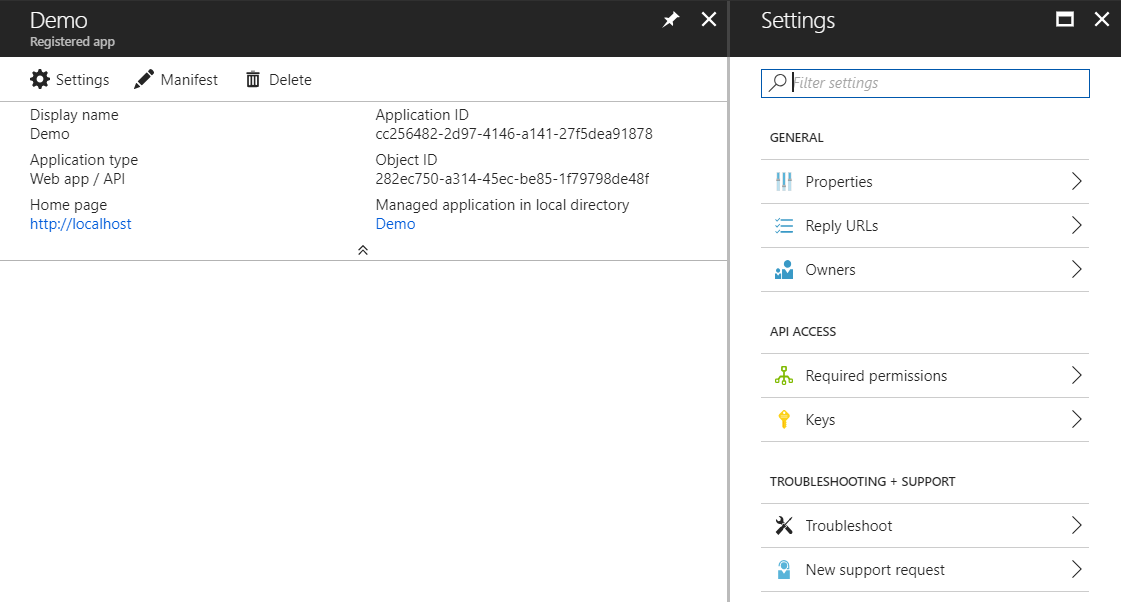 Demo
Registered app
Settings
Manifest
Delete
Display name
Demo
Application ID
cc256482-2d97-4146-a141-27f5dea91878
Application type
Web app / API
Object ID
282ec750-a314-45ec-be85-1f79798de48f
Home page
http://localhost
Managed application in local directory
Demo
Settings
Filter settings
GENERAL
Properties
Reply URLs
Owners
API ACCESS
Required permissions
Keys
TROUBLESHOOTING + SUPPORT
Troubleshoot
New support request